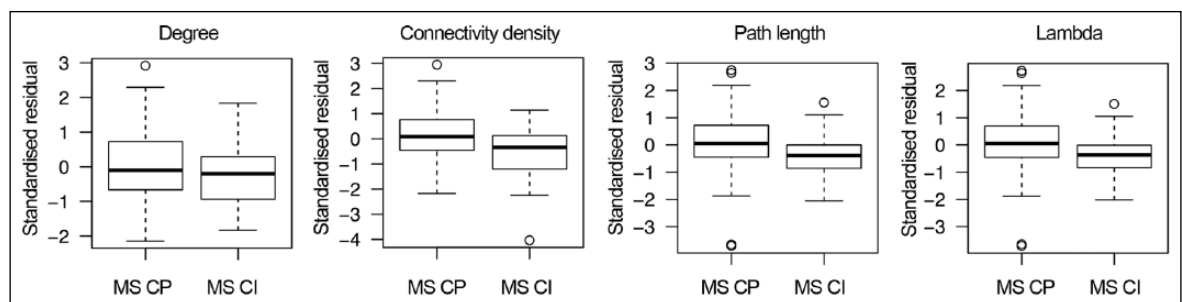 Degree
Standardised residual
3
2
1
0
−1
−2
MS CP MS CI
Connectivity density
Standardised residual
3
2
1
0
−1
−2
−3
−4
MS CP MS CI
Path length
Standardised residual
3
2
1
0
−1
−2
−3
MS CP MS CI
Lambda
Standardised residual
3
2
1
0
−1
−2
−3
MS CP MS CI